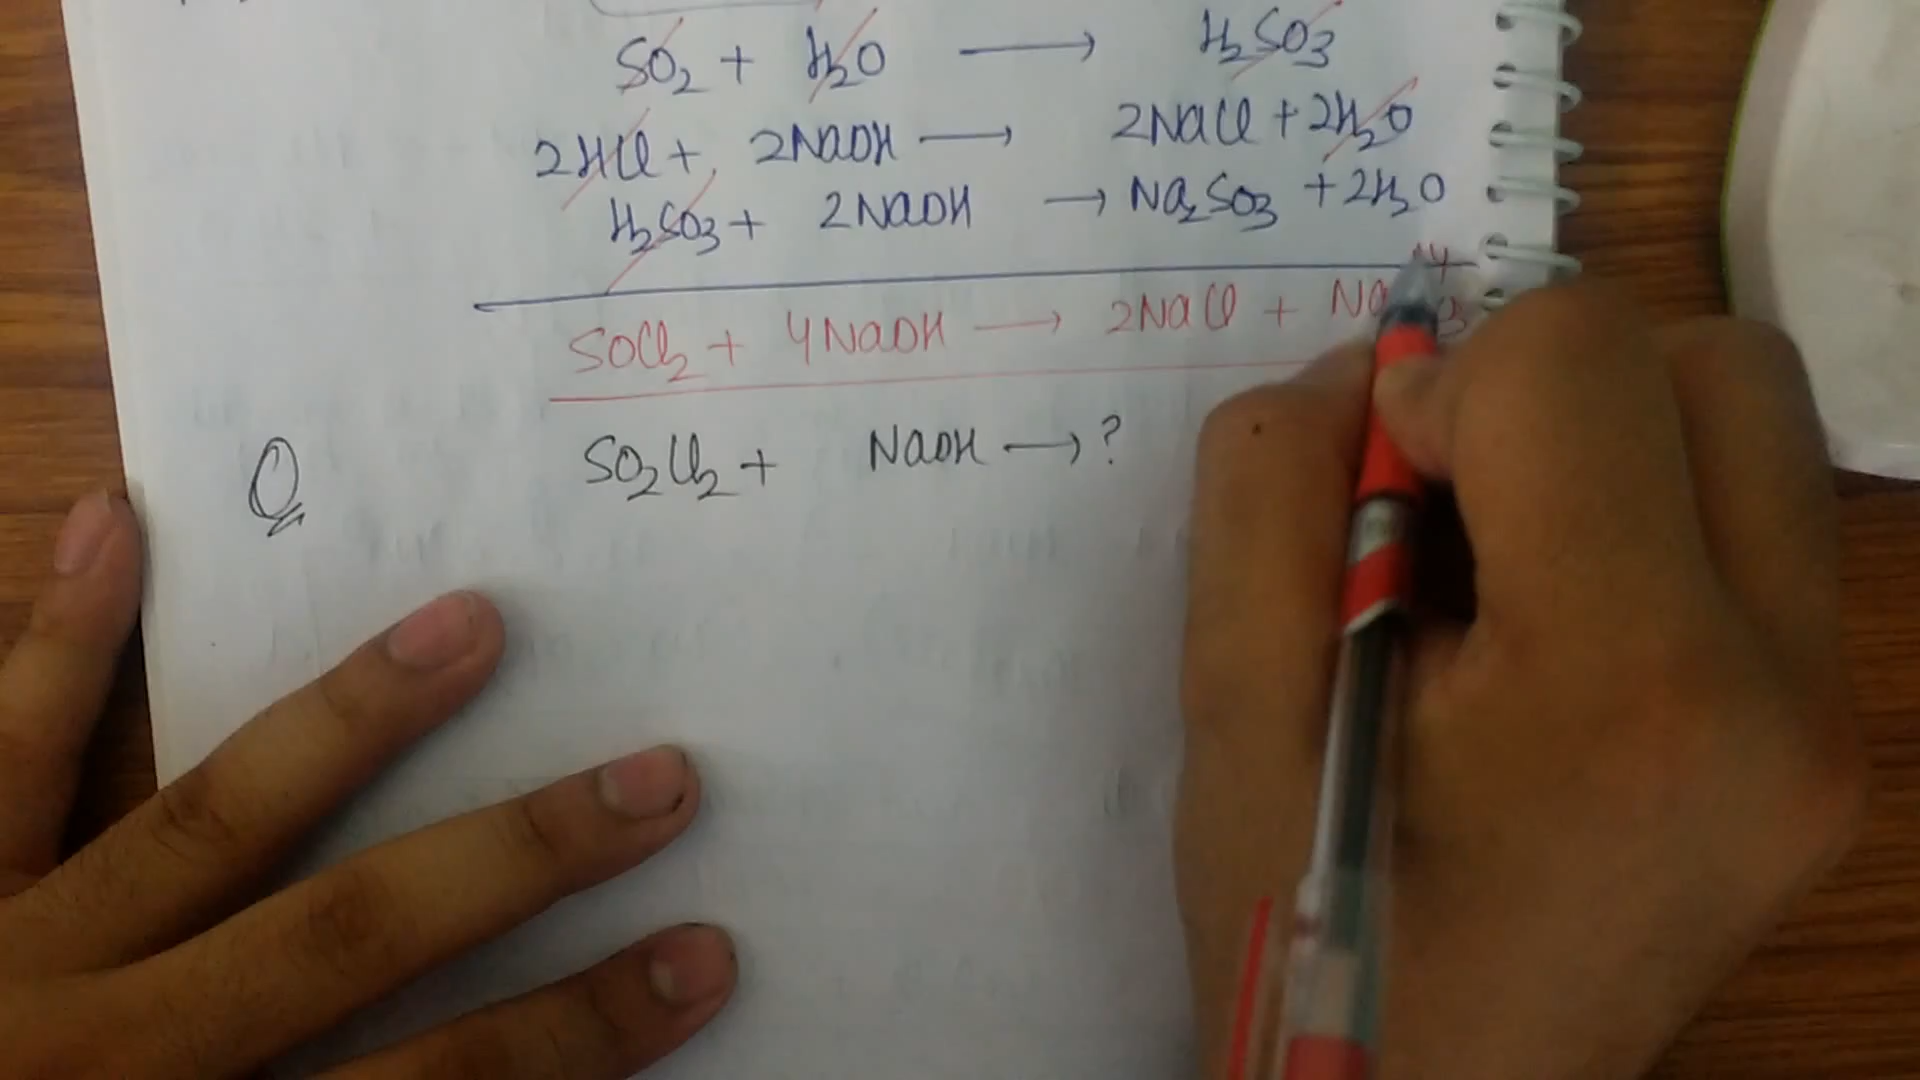 SO2 + H2O ⟶ H2SO3
2HCl + 2NaOH ⟶ 2NaCl + 2H2O
H2SO3 + 2NaOH ⟶ Na2SO3 + 2H2O
SOCl2 + 4NaOH ⟶ 2NaCl + Na
Q SO2Cl2 + NaOH ⟶ ?